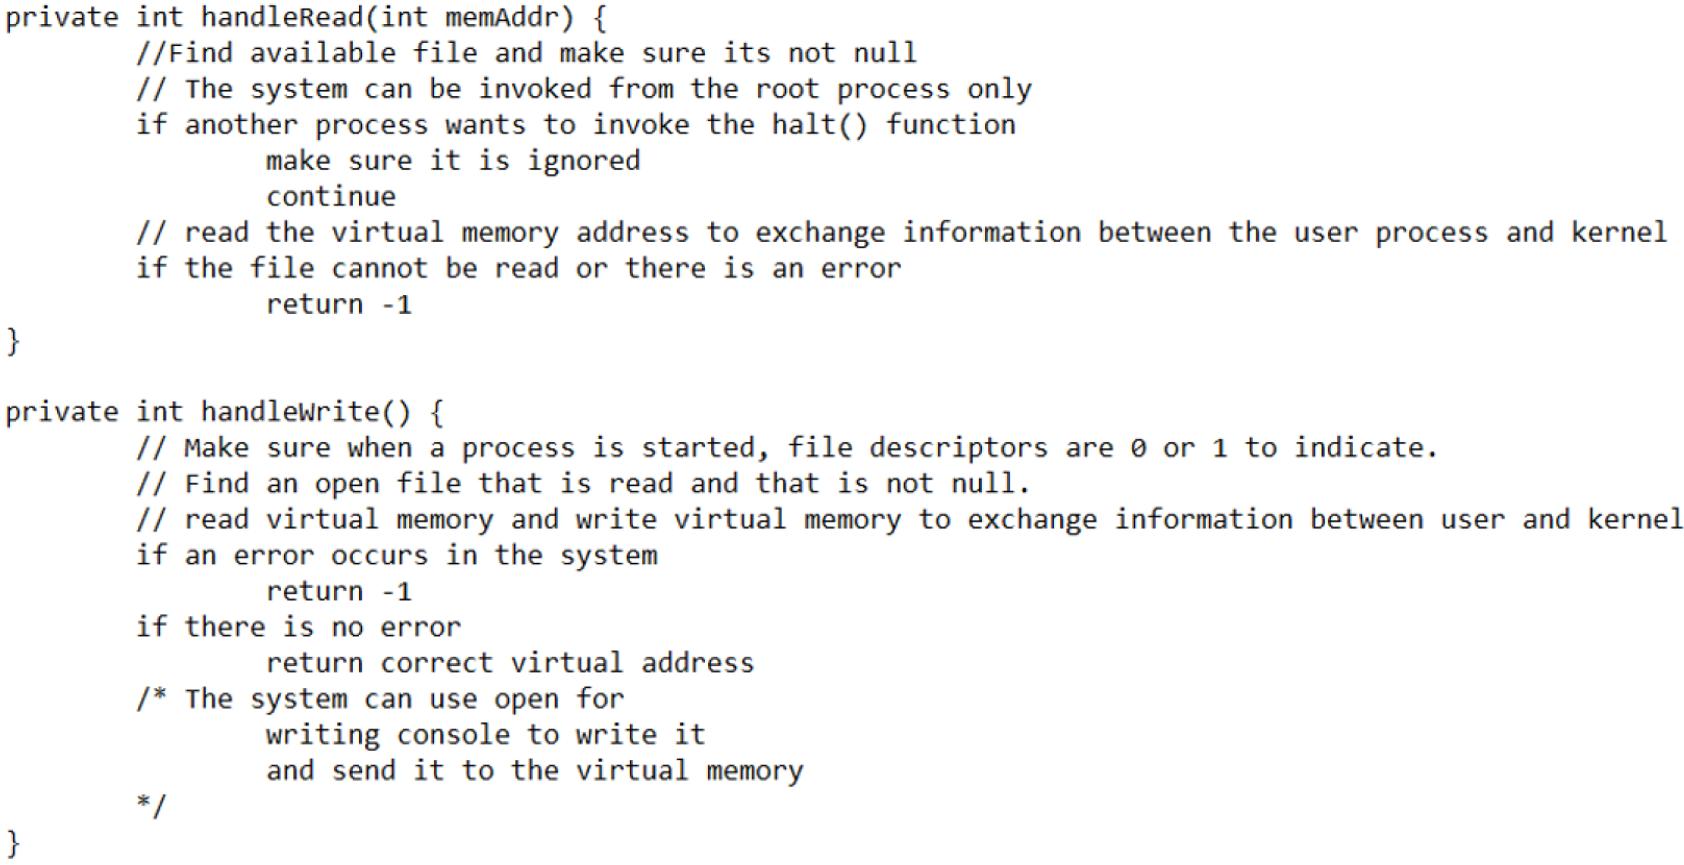 private int handleRead(int memAddr) {
//Find available file and make sure its not null
// The system can be invoked from the root process only
if another process wants to invoke the halt() function
make sure it is ignored
continue
// read the virtual memory address to exchange information between the user process and kernel
if the file cannot be read or there is an error
return -1
}
private int handleWrite() {
// Make sure when a process is started, file descriptors are 0 or 1 to indicate.
// Find an open file that is read and that is not null.
// read virtual memory and write virtual memory to exchange information between user and kernel
if an error occurs in the system
return -1
if there is no error
return correct virtual address
/* The system can use open for
writing console to write it
and send it to the virtual memory
*/
}